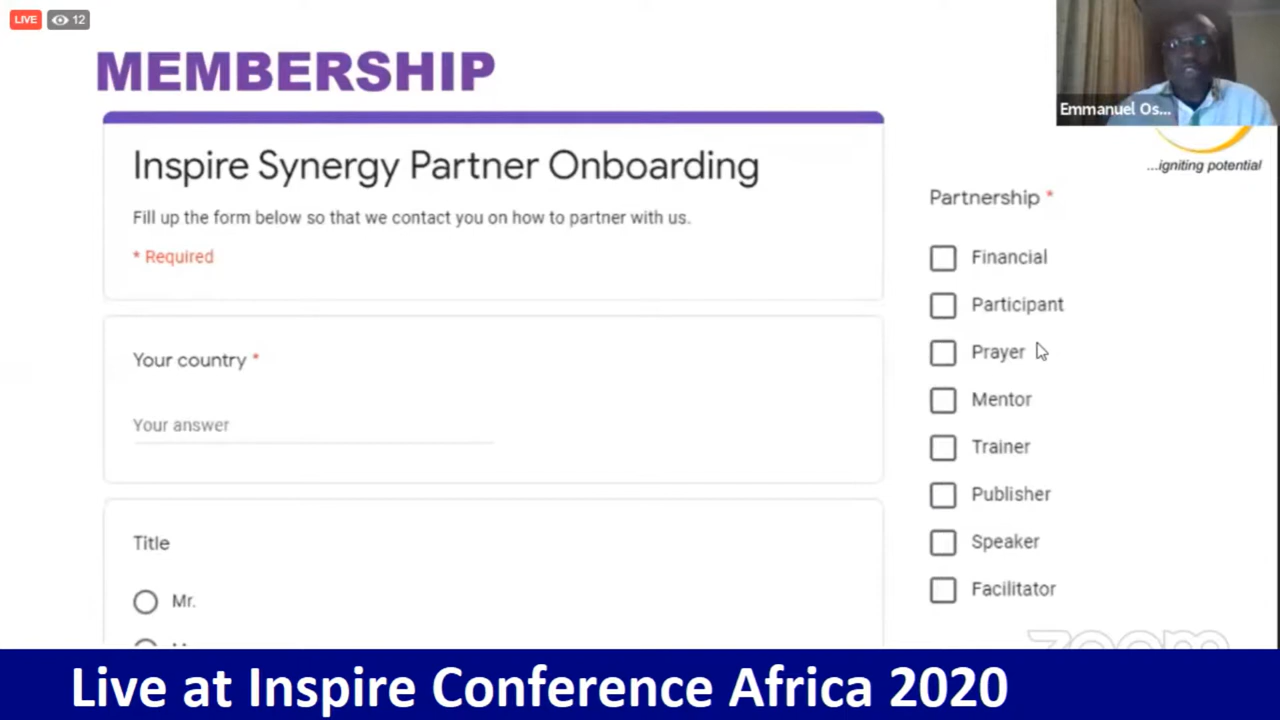 LIVE 12
MEMBERSHIP
Emmanuel Os...
...igniting potential
Inspire Synergy Partner Onboarding
Fill up the form below so that we contact you on how to partner with us.
* Required
Your country *
Your answer
Title
Mr.
Partnership *
Financial
Participant
Prayer
Mentor
Trainer
Publisher
Speaker
Facilitator
zoom
Live at Inspire Conference Africa 2020